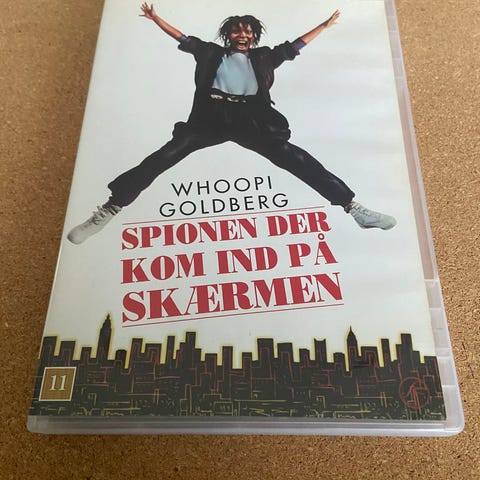 WHOOPI
GOLDBERG
SPIONEN DER
KOM IND PÅ
SKÆRMEN
11